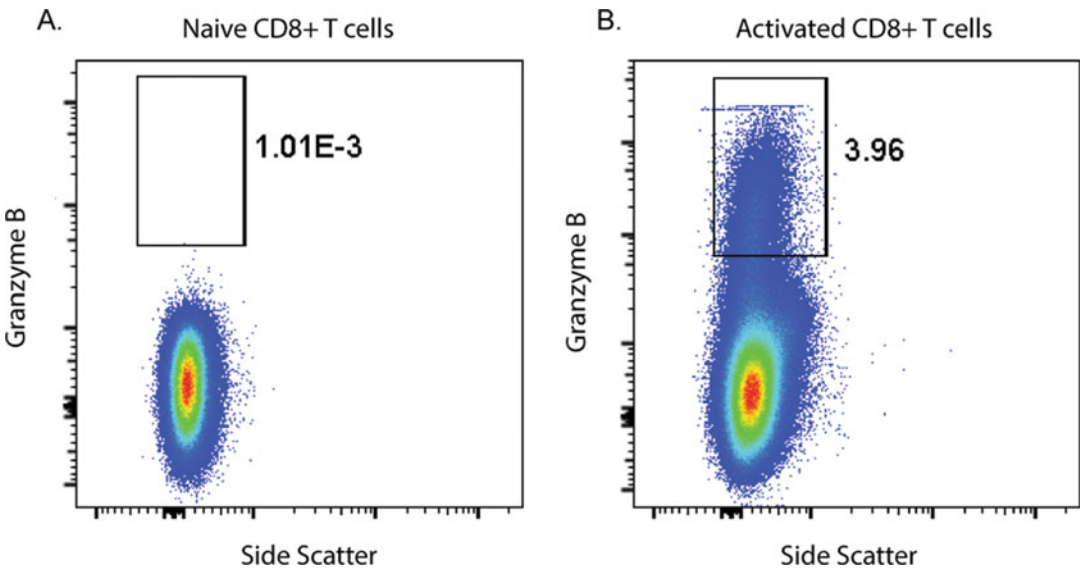 A.
Naive CD8+ T cells
1.01E-3
Granzyme B
Side Scatter
B.
Activated CD8+ T cells
3.96
Granzyme B
Side Scatter